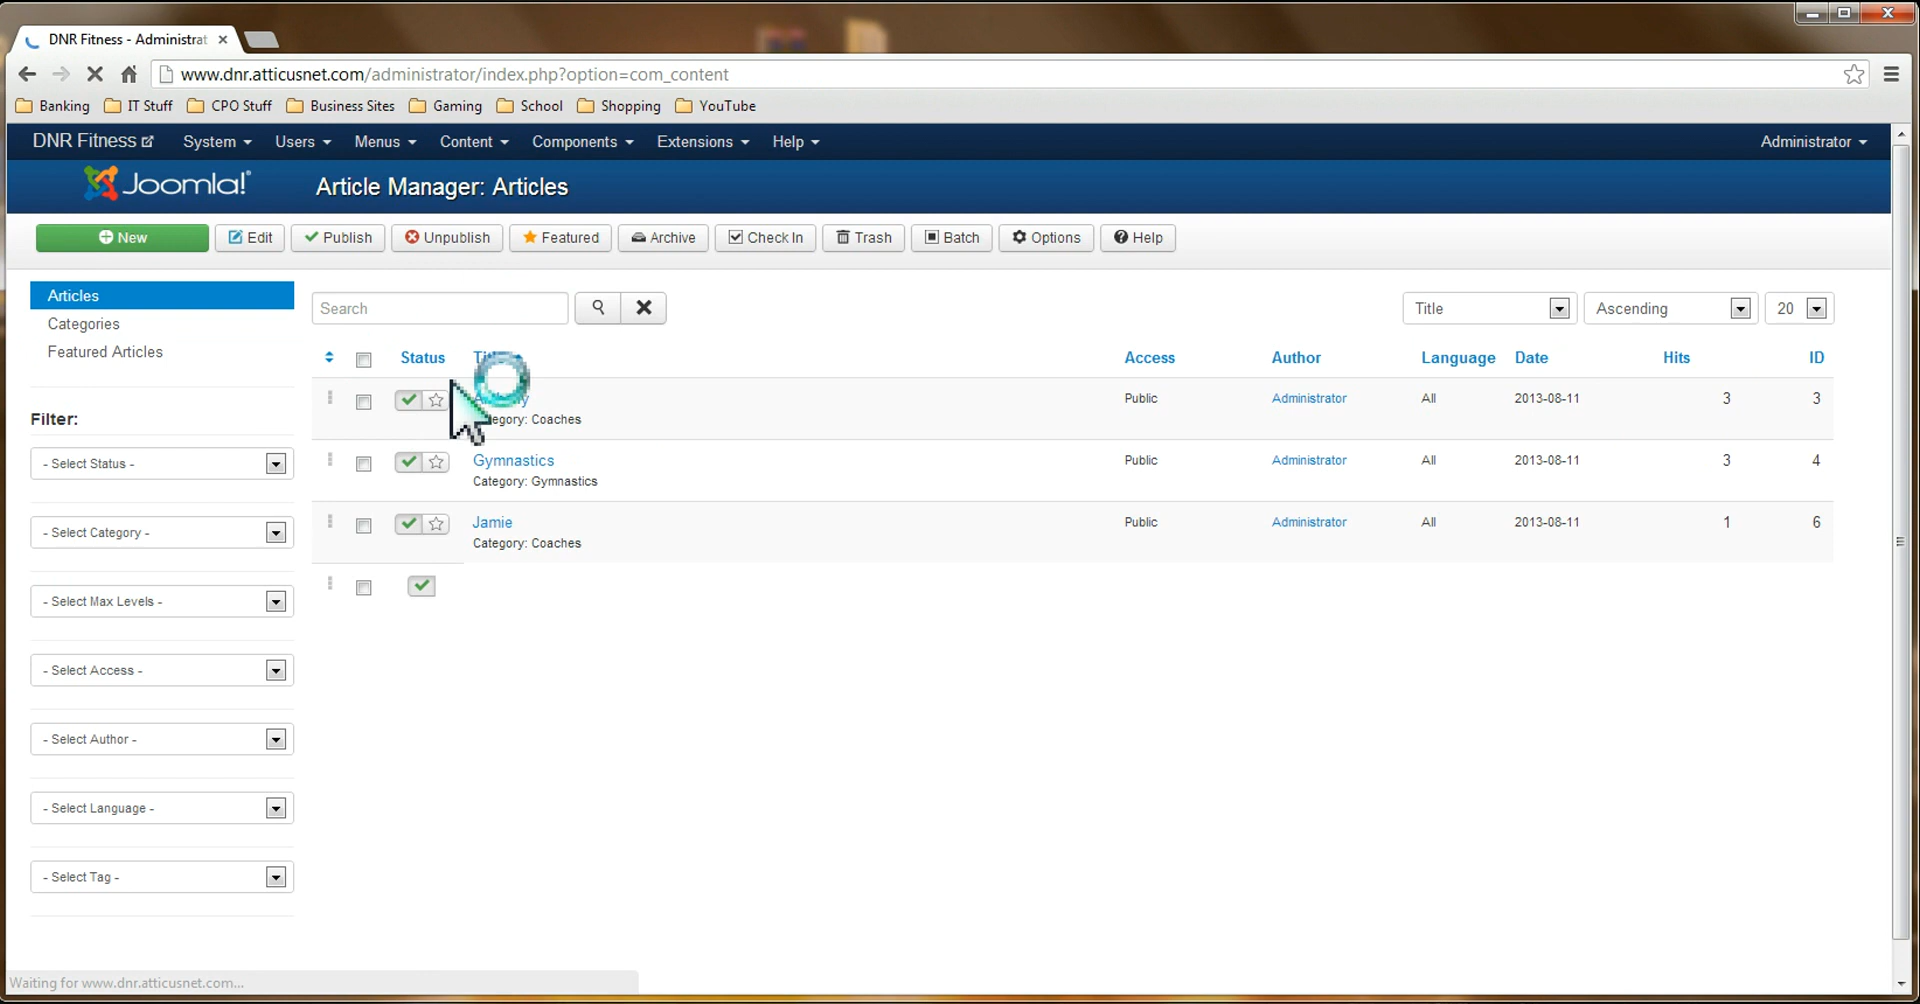 DNR Fitness - Administrat
www.dnr.atticusnet.com/administrator/index.php?option=com_content
Banking IT Stuff CPO Stuff Business Sites Gaming School Shopping YouTube
DNR Fitness System Users Menus Content Components Extensions Help Administrator
Joomla! Article Manager: Articles
New Edit Publish Unpublish Featured Archive Check In Trash Batch Options Help
Articles
Categories
Featured Articles
Filter:
- Select Status -
- Select Category -
- Select Max Levels -
- Select Access -
- Select Author -
- Select Language -
- Select Tag -
Search Title Ascending 20
Status Access Author Language Date Hits ID
Public Administrator All 2013-08-11 3 3
Coaches
Gymnastics Public Administrator All 2013-08-11 3 4
Category: Gymnastics
Jamie Public Administrator All 2013-08-11 1 6
Category: Coaches
Waiting for www.dnr.atticusnet.com...